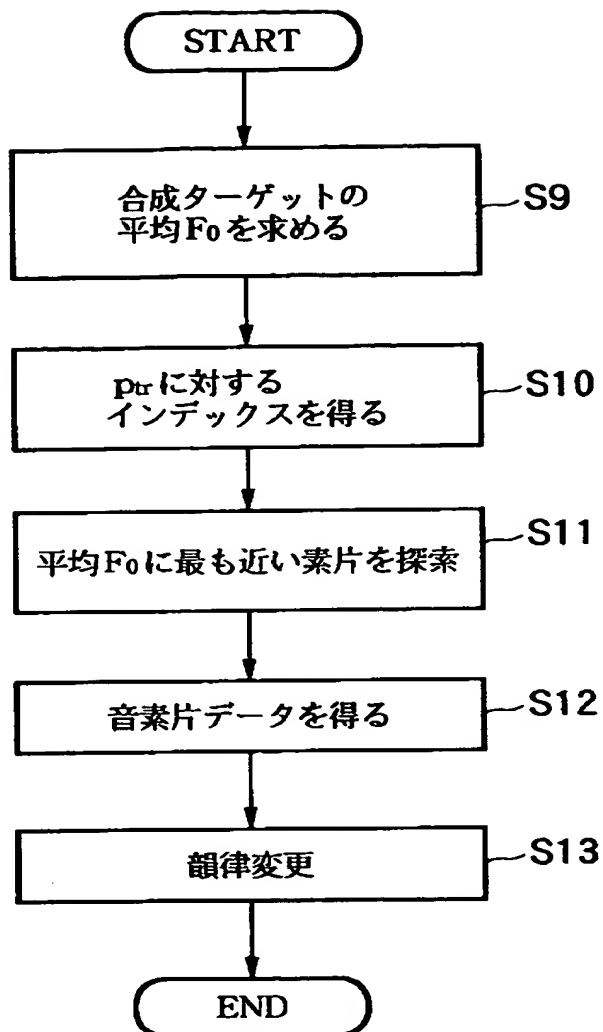 START
合成ターゲットの
平均F0を求める
S9
ptrに対する
インデックスを得る
S10
平均F0に最も近い素片を探索
S11
音素片データを得る
S12
韻律変更
S13
END